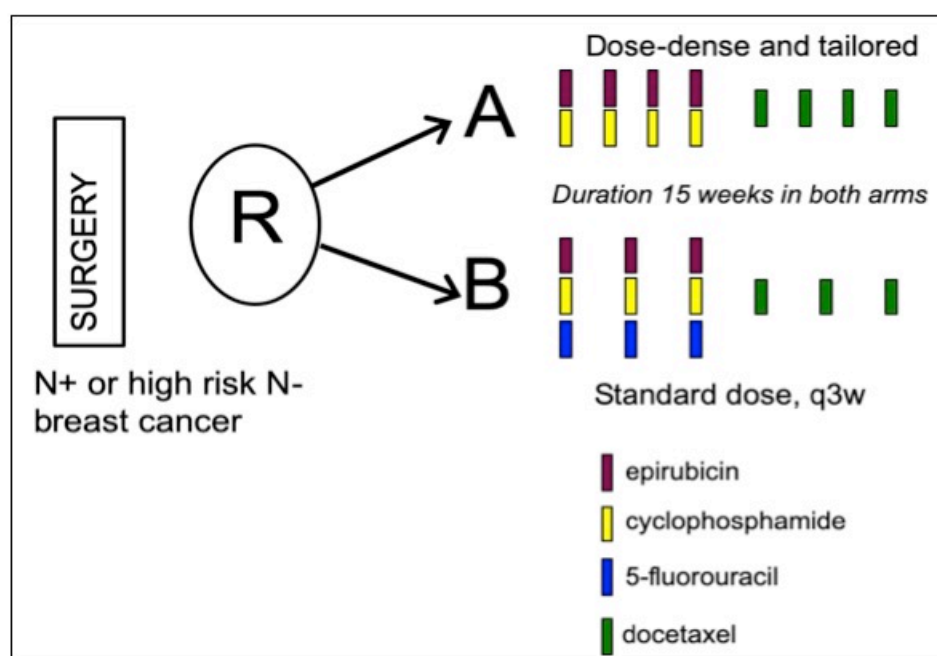 SURGERY
N+ or high risk N-
breast cancer
R
A
B
Dose-dense and tailored
Duration 15 weeks in both arms
Standard dose, q3w
epirubicin
cyclophosphamide
5-fluorouracil
docetaxel